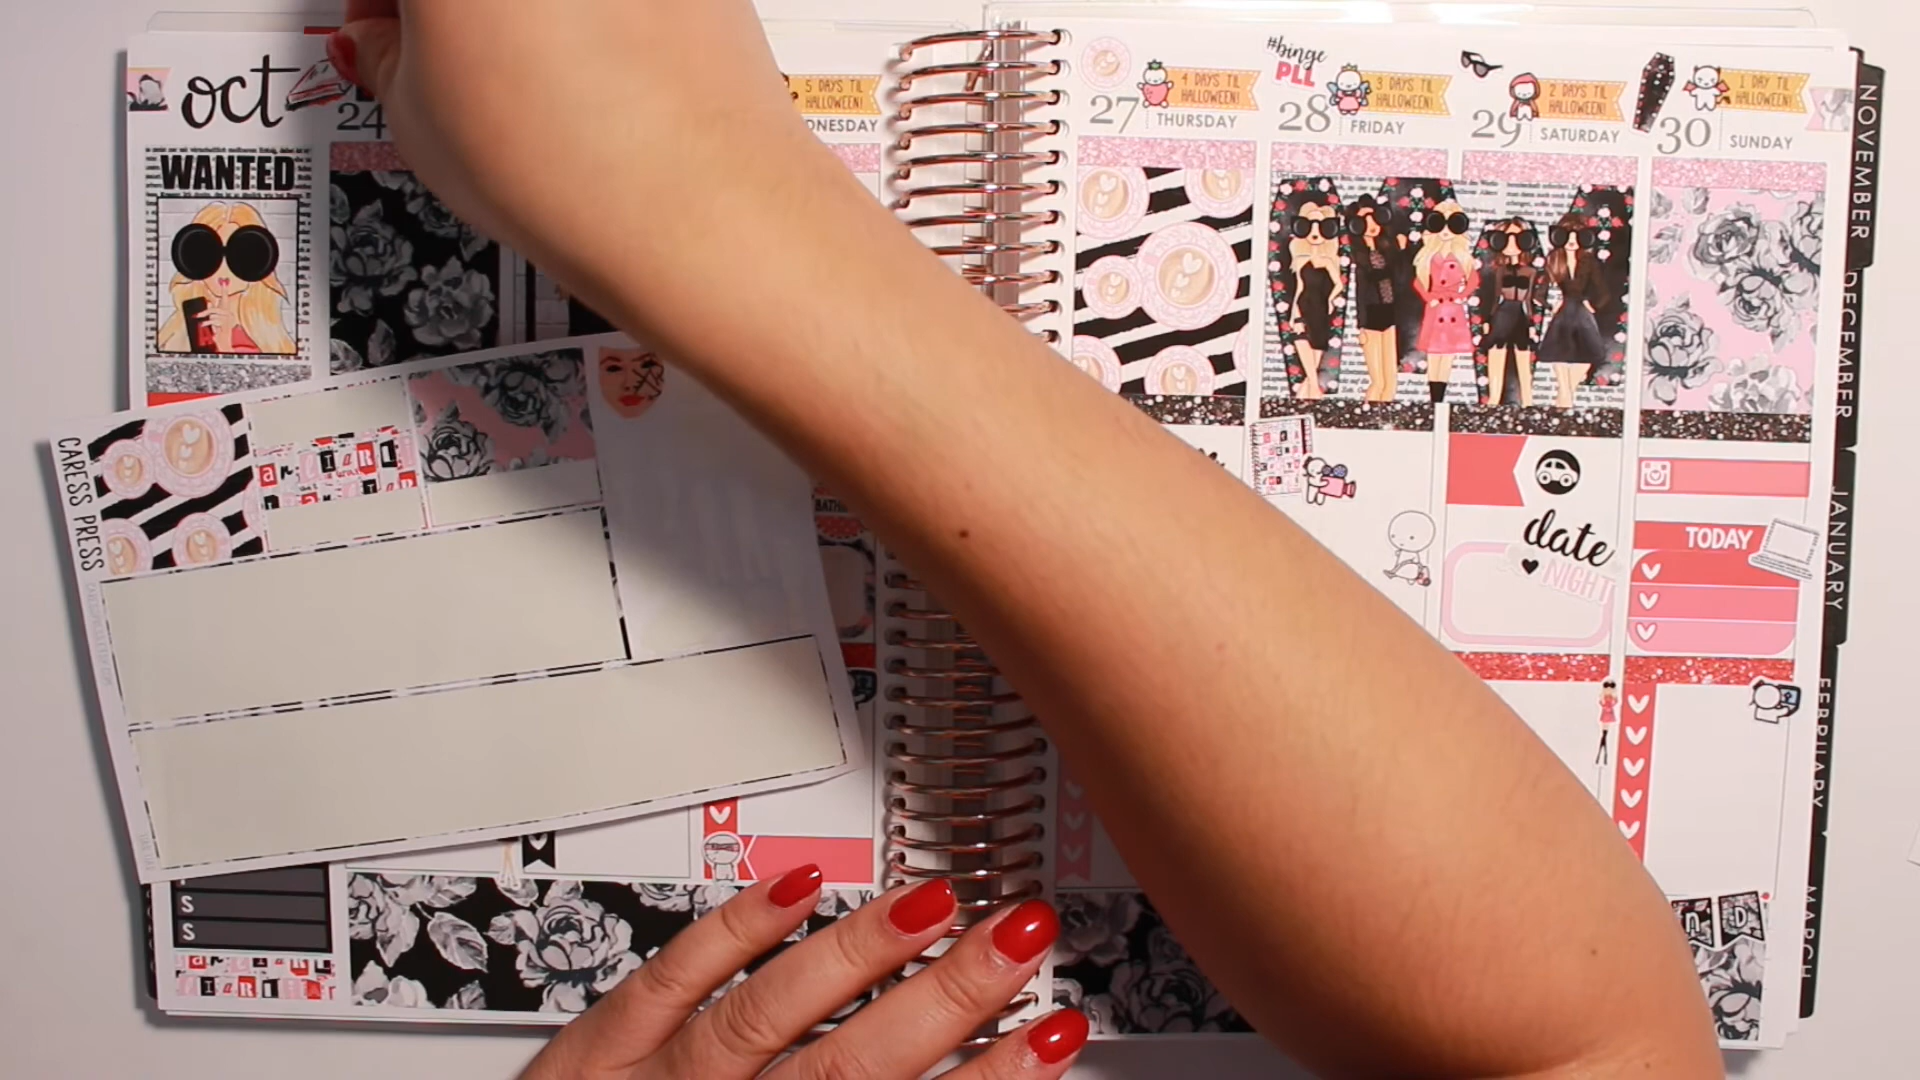 oct
24
5 DAYS TIL
HALLOWEEN!
27
THURSDAY
4 DAYS TIL
HALLOWEEN!
#binge
PLL
28
FRIDAY
3 DAYS TIL
HALLOWEEN!
29
SATURDAY
2 DAYS TIL
HALLOWEEN!
30
SUNDAY
1 DAY TIL
HALLOWEEN!
WANTED
CARESS PRESS
date
NIGHT
TODAY
S
S
N D
NOVEMBER
DECEMBER
JANUARY
FEBRUARY
MARCH